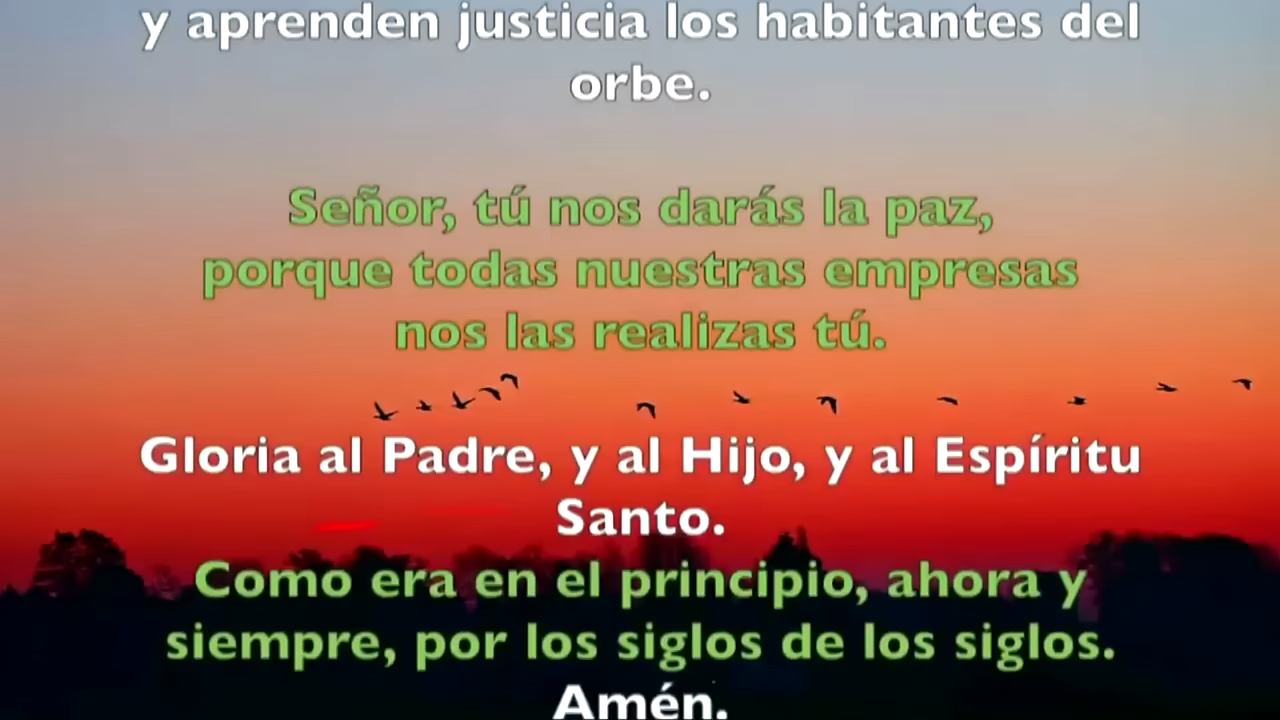 y aprenden justicia los habitantes del
orbe.
Señor, tú nos darás la paz,
porque todas nuestras empresas
nos las realizas tú.
Gloria al Padre, y al Hijo, y al Espíritu
Santo.
Como era en el principio, ahora y
siempre, por los siglos de los siglos.
Amén.